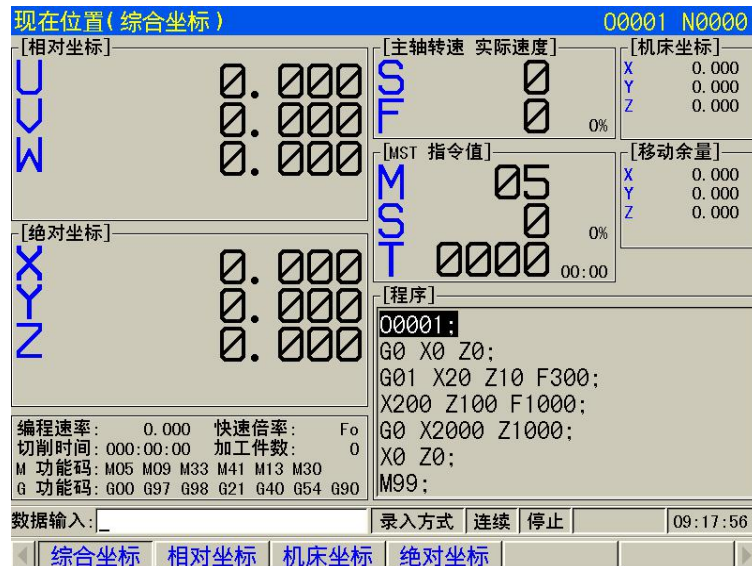 现在位置(综合坐标) O0001 N0000
[相对坐标]
U 0.000
V 0.000
W 0.000
[主轴转速 实际速度]
S 0
F 0 0%
[机床坐标]
X 0.000
Y 0.000
Z 0.000
[MST 指令值]
M 05
S 0 0%
T 0000 00:00
[移动余量]
X 0.000
Y 0.000
Z 0.000
[绝对坐标]
X 0.000
Y 0.000
Z 0.000
[程序]
O0001;
G0 X0 Z0;
G01 X20 Z10 F300;
X200 Z100 F1000;
G0 X2000 Z1000;
X0 Z0;
M99;
编程速率: 0.000 快速倍率: Fo
切削时间: 000:00:00 加工件数: 0
M 功能码: M05 M09 M33 M41 M13 M30
G 功能码: G00 G97 G98 G21 G40 G54 G90
数据输入:_ 录入方式 连续 停止 09:17:56
综合坐标 相对坐标 机床坐标 绝对坐标